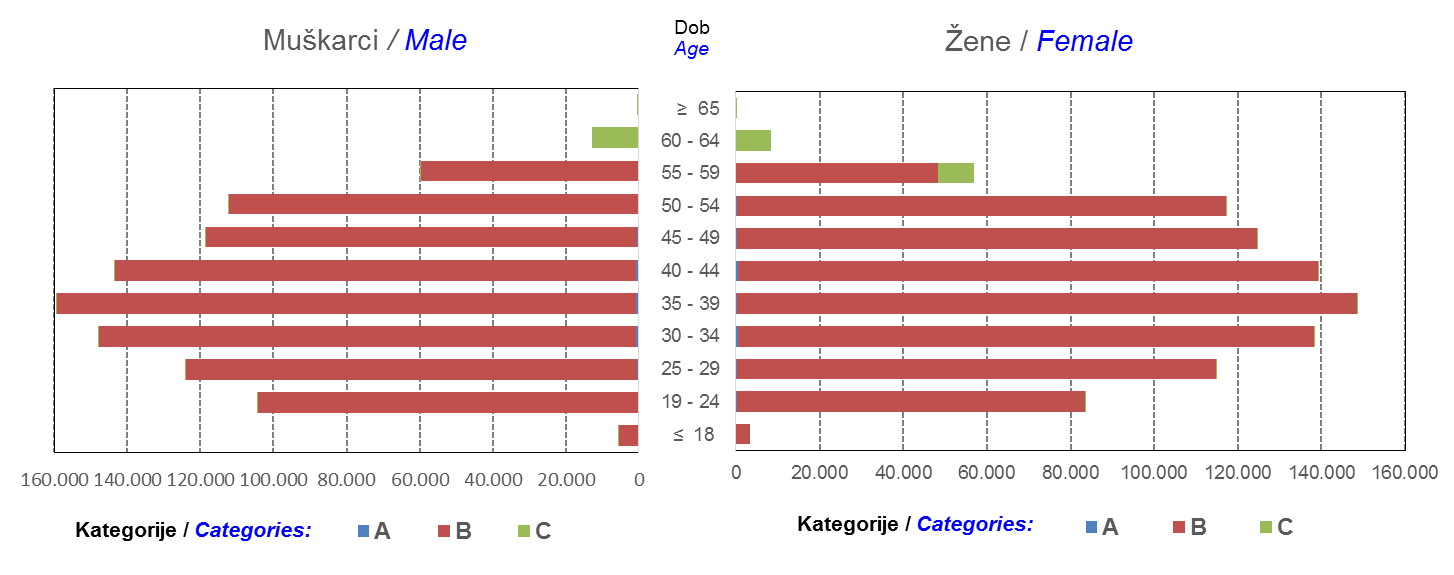 Muškarci / Male
Dob
Age
Žene / Female
≥ 65
60 - 64
55 - 59
50 - 54
45 - 49
40 - 44
35 - 39
30 - 34
25 - 29
19 - 24
≤ 18
160.000 140.000 120.000 100.000 80.000 60.000 40.000 20.000 0
0 20.000 40.000 60.000 80.000 100.000 120.000 140.000 160.000
Kategorije / Categories: A B C
Kategorije / Categories: A B C